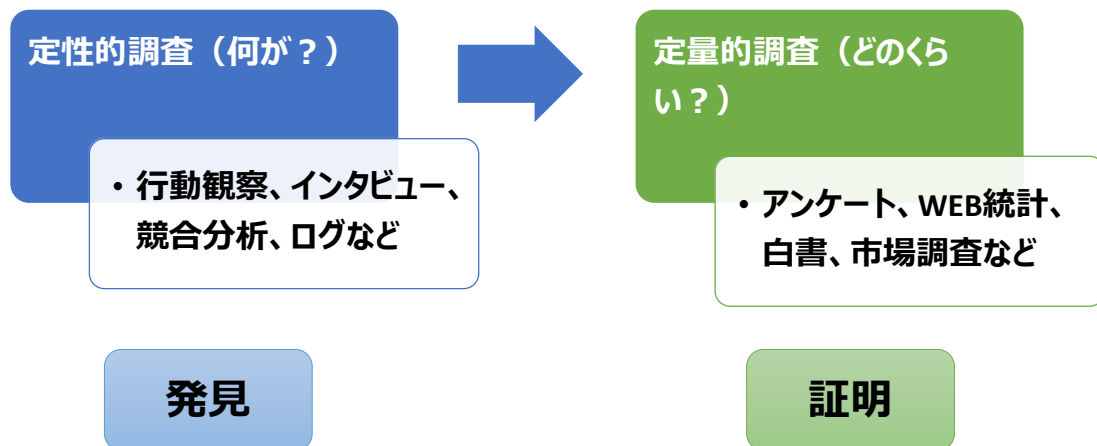 定性的調査（何が？）
・行動観察、インタビュー、
競合分析、ログなど
発見
定量的調査（どのくら
い？）
・アンケート、WEB統計、
白書、市場調査など
証明